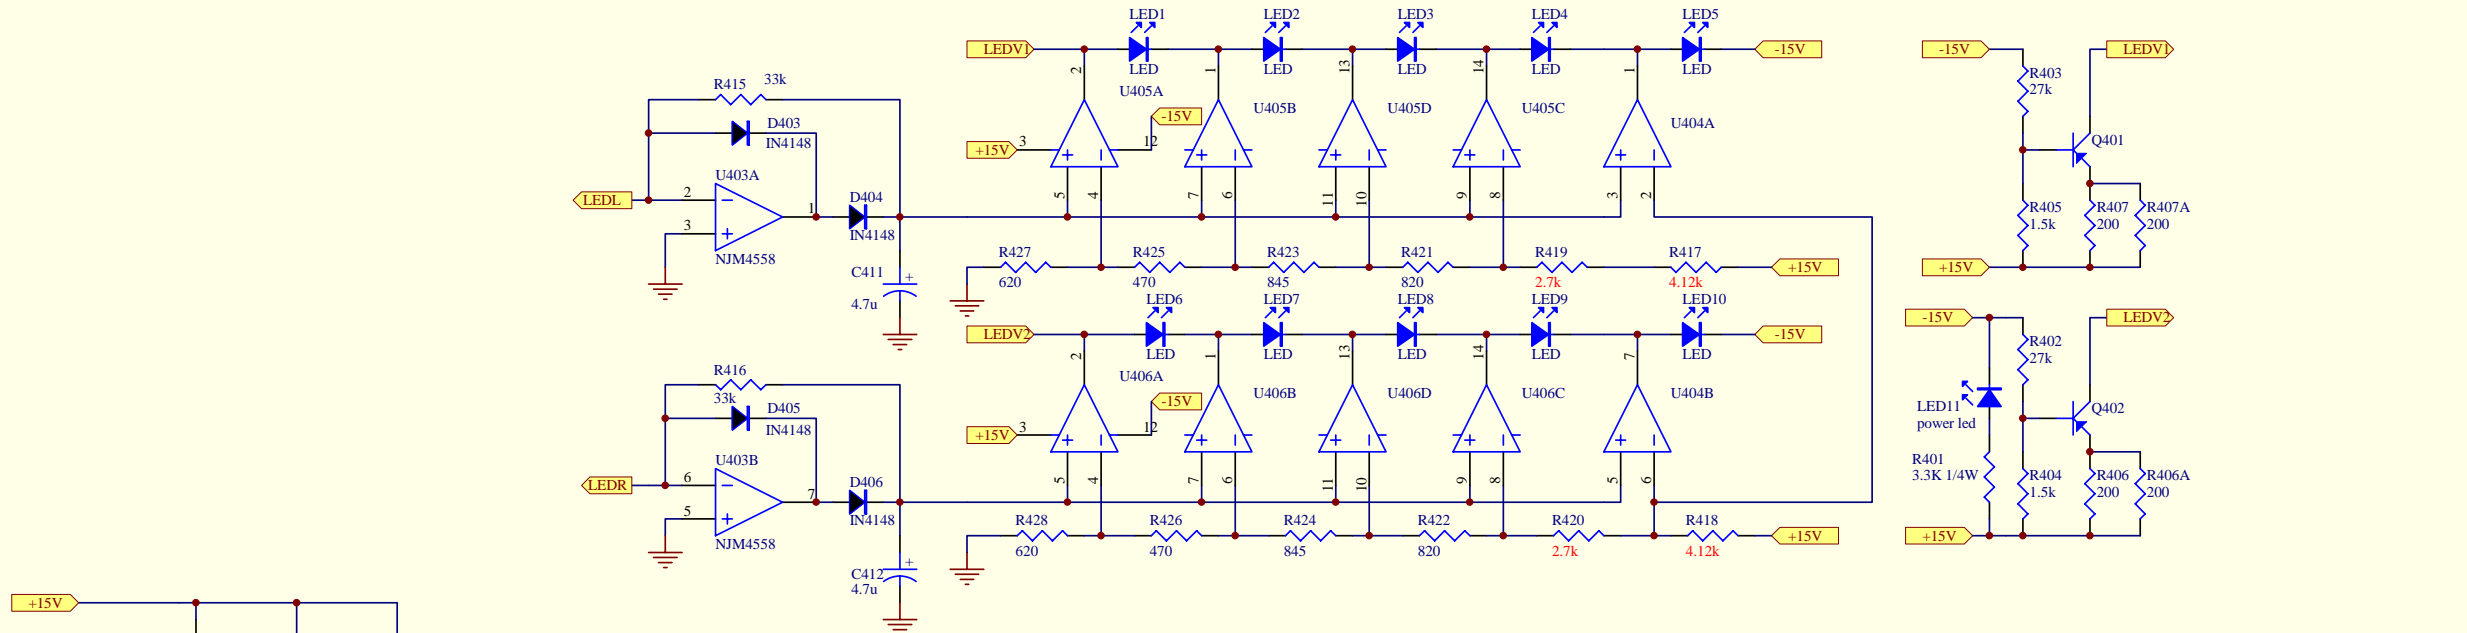 LED1 LED2 LED3 LED4 LED5
LEDV1 -15V -15V LEDV1
LED LED LED LED LED
2 1 13 14 1
R415 33k
U405A U405B U405D U405C U404A
R403
27k
D403
IN4148
-15V
+15V 3 12
Q401
U403A
LEDL 2
1
3
NJM4558
D404
IN4148
5 4 7 6 11 10 9 8 3 2
R405
1.5k
R407
200
R407A
200
R427 R425 R423 R421 R419 R417
+15V +15V
620 470 845 820 2.7k 4.12k
C411
4.7u
+
LED6 LED7 LED8 LED9 LED10
LEDV2 -15V -15V LEDV2
LED LED LED LED LED
2 1 13 14 7
R416
33k
U406A U406B U406D U406C U404B
R402
27k
D405
IN4148
-15V
+15V 3 12
LED11
power led
Q402
U403B
LEDR 6
7
5
NJM4558
D406
IN4148
5 4 7 6 11 10 9 8 5 6
R401
3.3K 1/4W
R404
1.5k
R406
200
R406A
200
R428 R426 R424 R422 R420 R418
+15V +15V
620 470 845 820 2.7k 4.12k
C412
4.7u
+
+15V